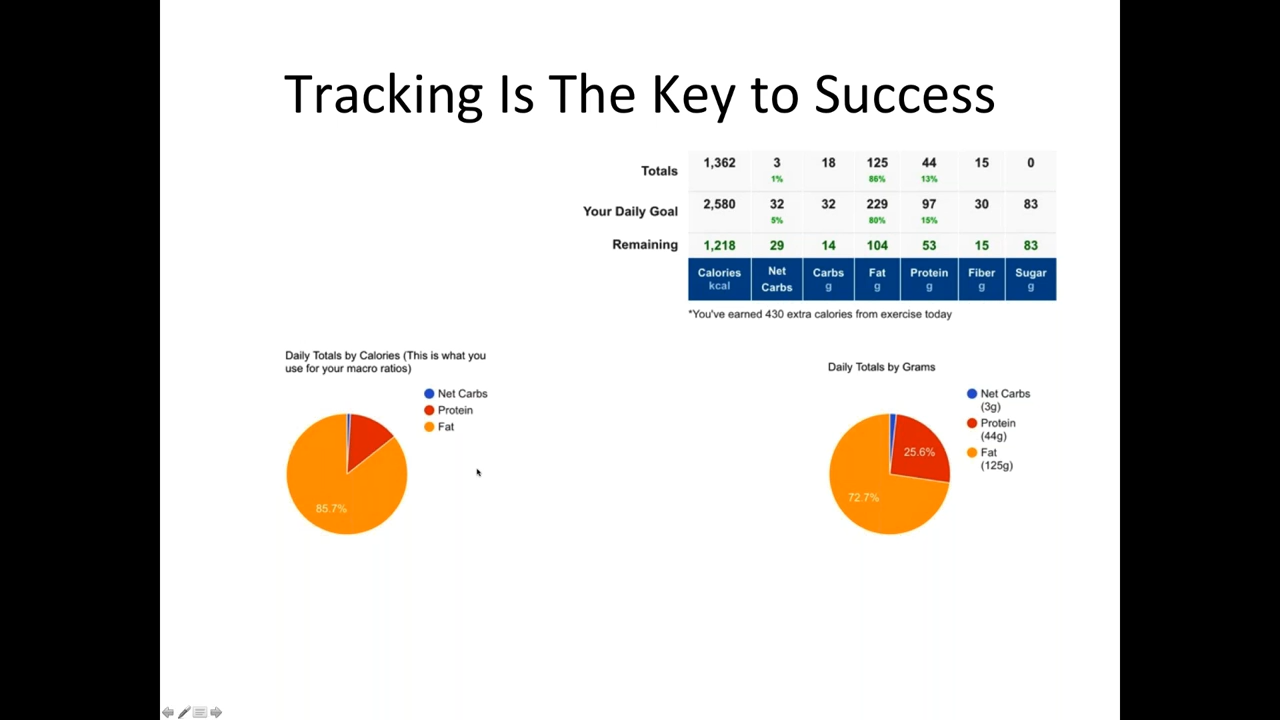 Tracking Is The Key to Success
Totals 1,362 3 18 125 44 15 0
1% 86% 13%
Your Daily Goal 2,580 32 32 229 97 30 83
5% 80% 15%
Remaining 1,218 29 14 104 53 15 83
Calories Net Carbs Fat Protein Fiber Sugar
kcal Carbs g g g g g
*You've earned 430 extra calories from exercise today
Daily Totals by Calories (This is what you
use for your macro ratios)
Net Carbs
Protein
Fat
85.7%
Daily Totals by Grams
Net Carbs
(3g)
Protein
(44g)
Fat
(125g)
25.6%
72.7%